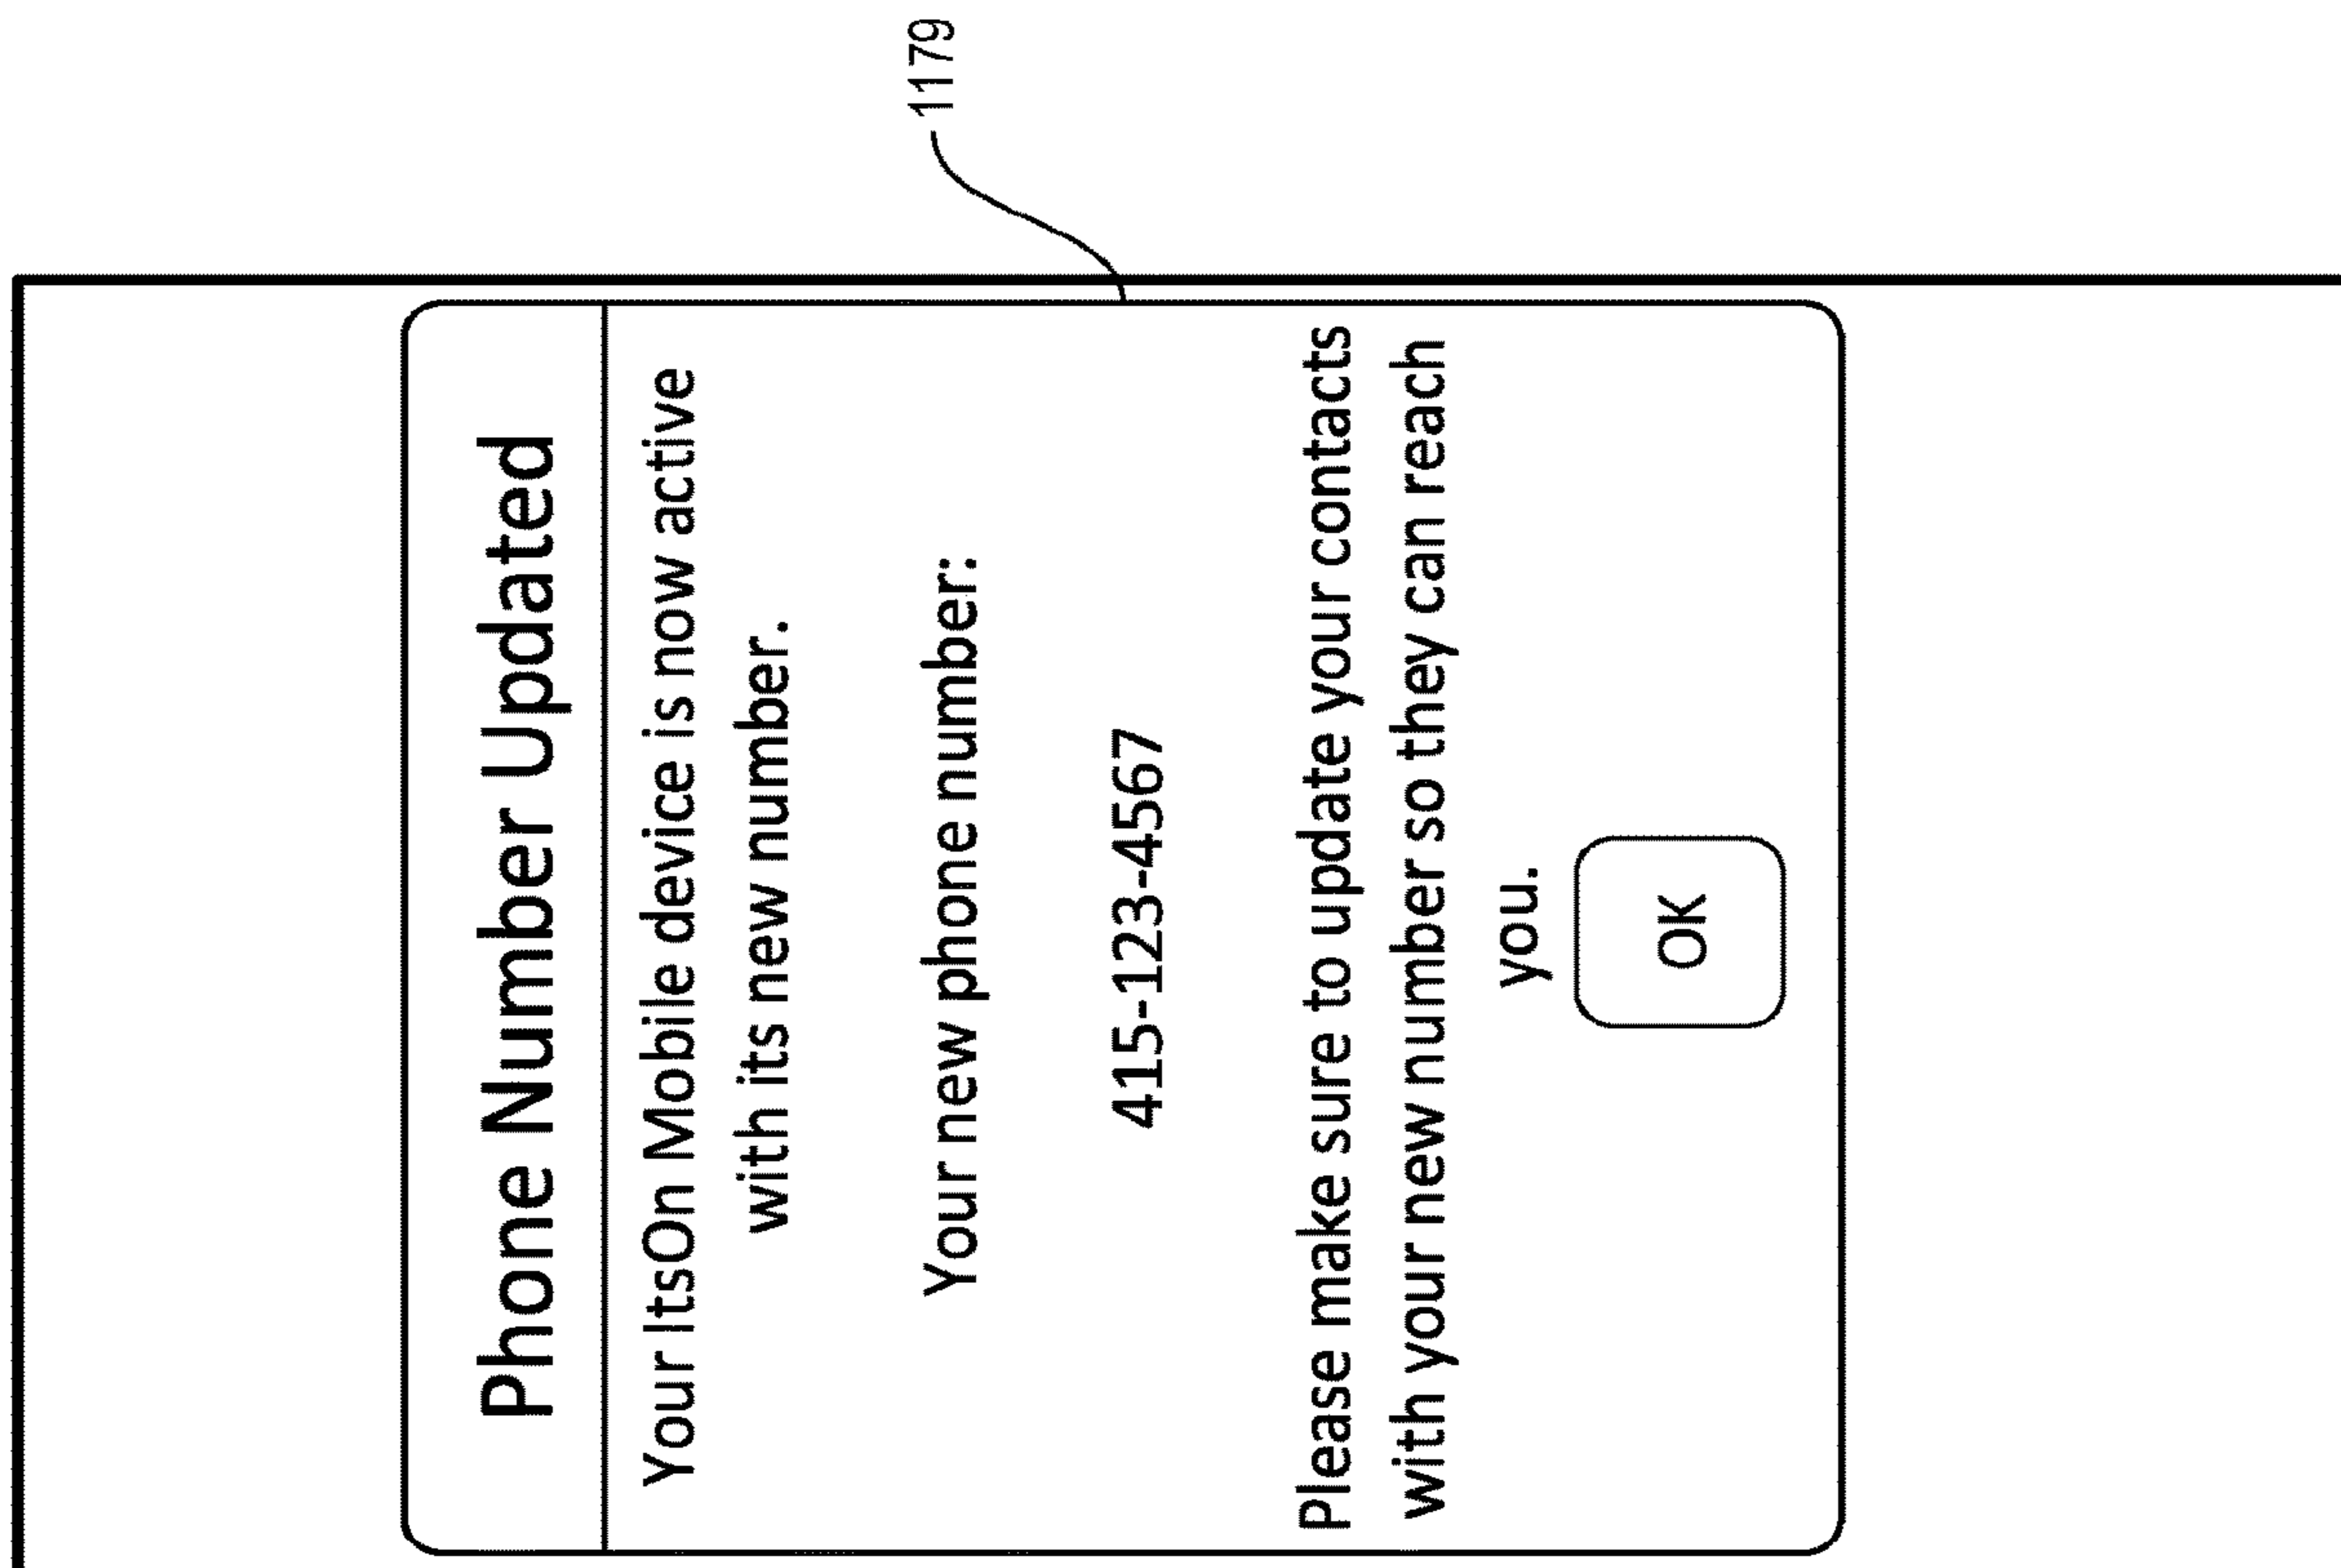 Phone Number Updated
Your ItsOn Mobile device is now active
with its new number.
Your new phone number:
415-123-4567
Please make sure to update your contacts
with your new number so they can reach
you.
OK
1179